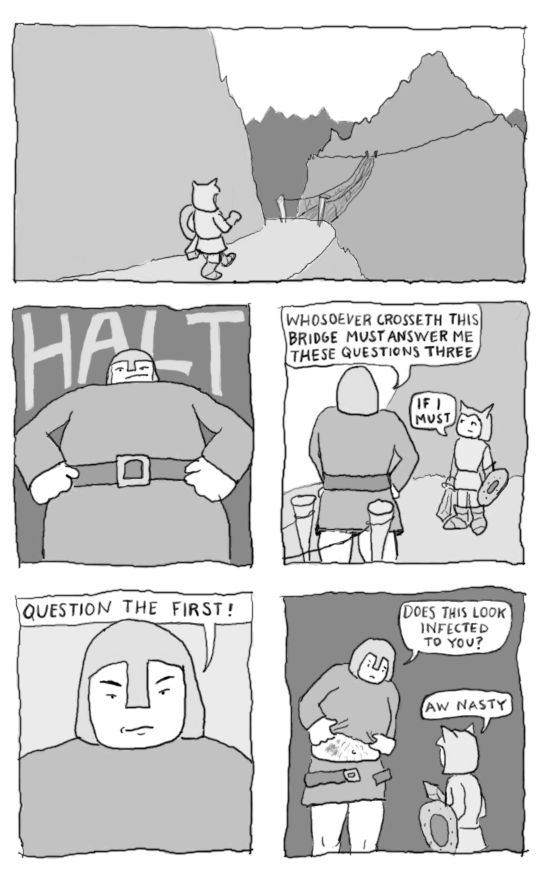 HALT
WHOSOEVER CROSSETH THIS
BRIDGE MUST ANSWER ME
THESE QUESTIONS THREE
IF I
MUST
QUESTION THE FIRST!
DOES THIS LOOK
INFECTED
TO YOU?
AW NASTY